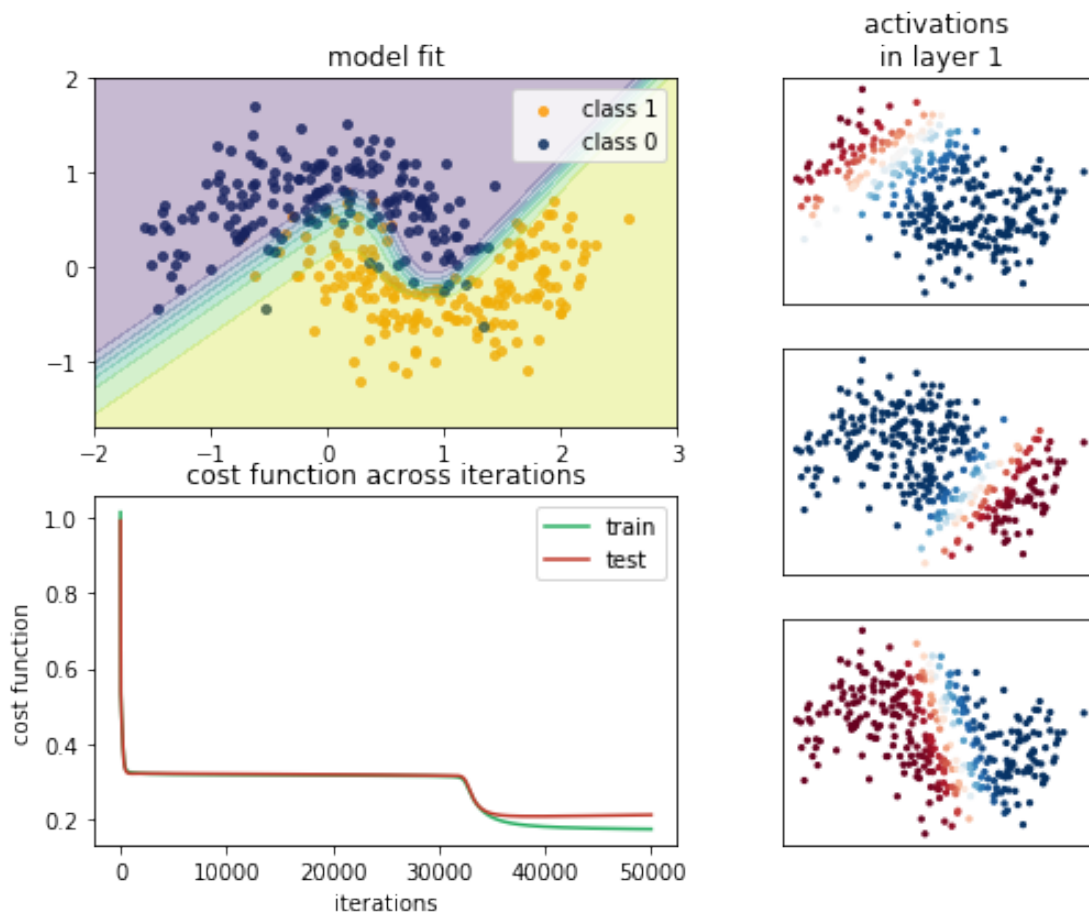 activations
in layer 1
model fit
2
1
0
−1
class 1
class 0
−2
−1
0
1
2
3
cost function across iterations
1.0
0.8
0.6
0.4
0.2
cost function
train
test
0
10000
20000
30000
40000
50000
iterations